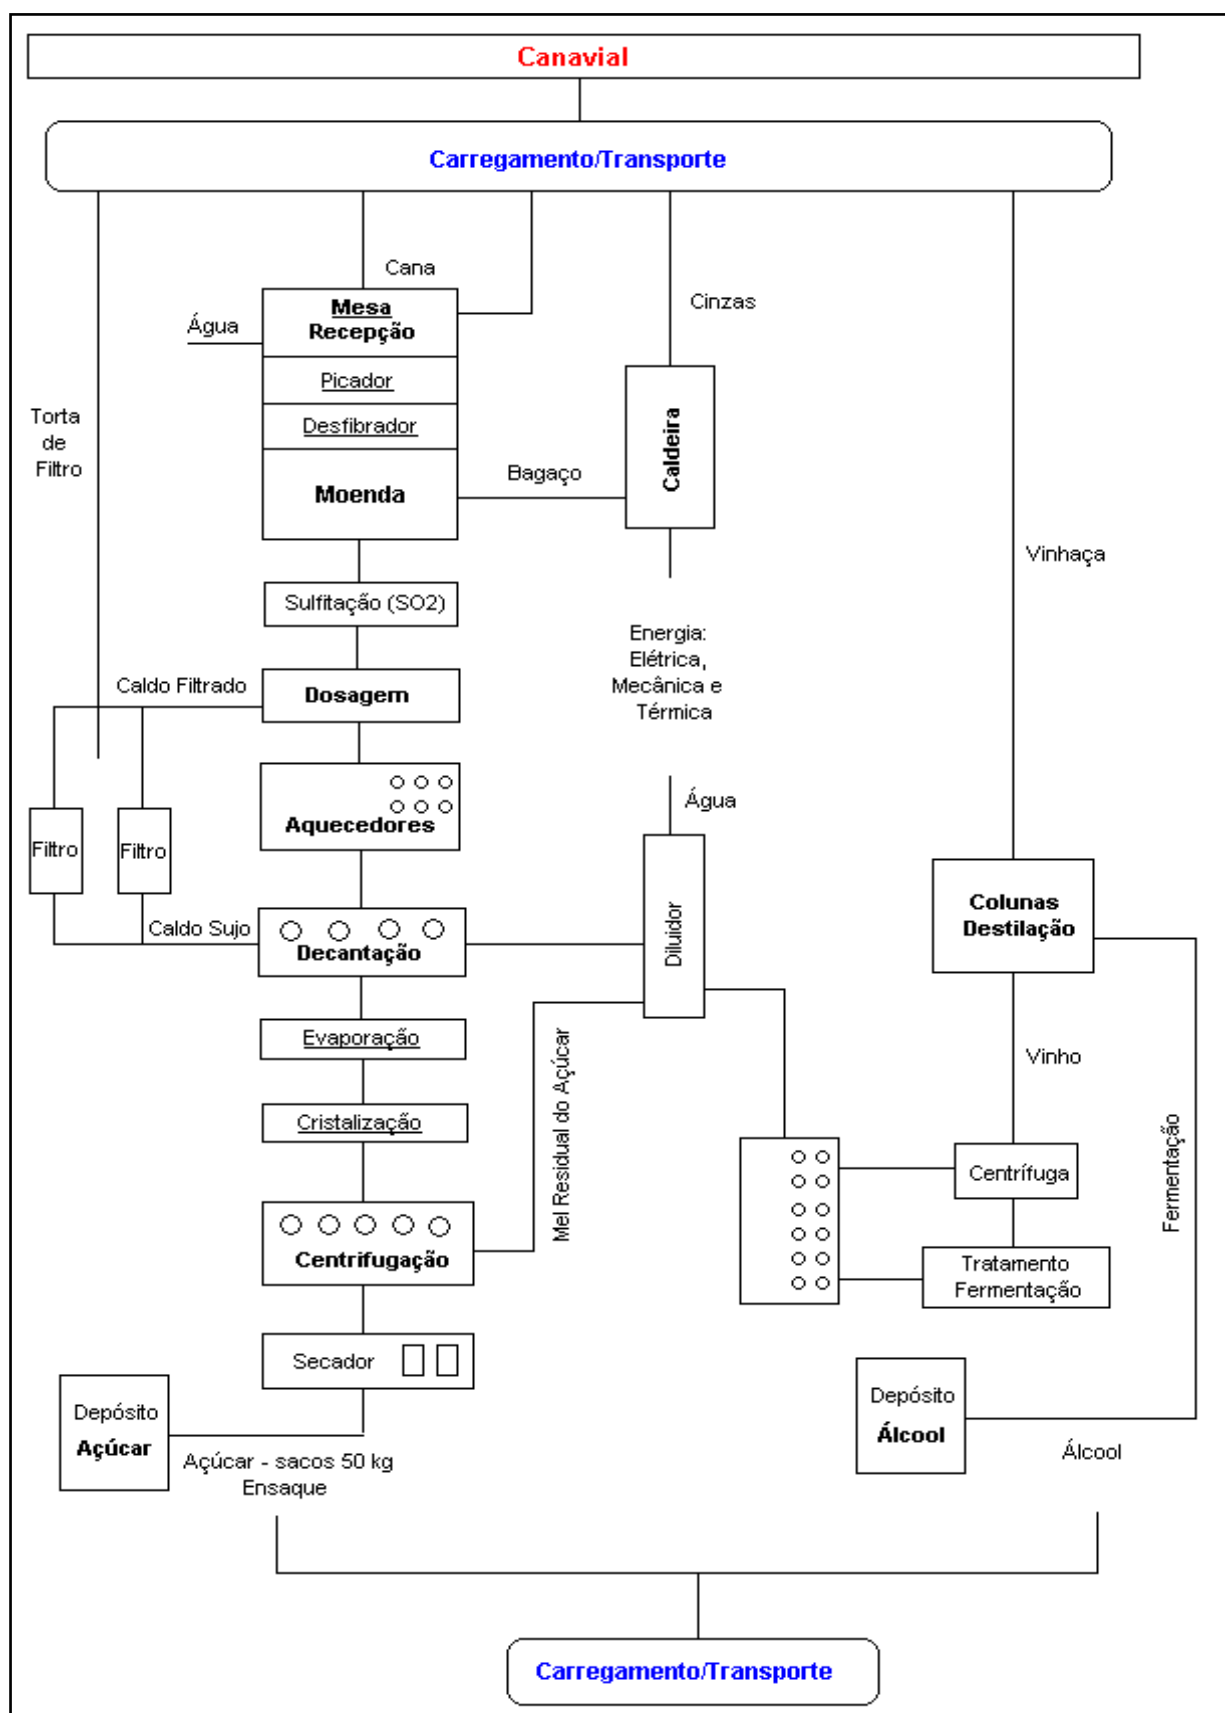 Canavial
Carregamento/Transporte
Cana
Mesa
Recepção
Água
Cinzas
Picador
Desfibrador
Moenda
Torta
de
Filtro
Bagaço
Caldeira
Vinhaça
Sulfitação (SO2)
Energia:
Elétrica,
Mecânica e
Térmica
Caldo Filtrado
Dosagem
Aquecedores
Água
Filtro
Filtro
Colunas
Destilação
Caldo Sujo
Decantação
Diluidor
Evaporação
Vinho
Mel Residual do Açúcar
Cristalização
Fermentação
Centrífuga
Centrifugação
Tratamento
Fermentação
Secador
Depósito
Açúcar
Açúcar - sacos 50 kg
Ensaque
Depósito
Álcool
Álcool
Carregamento/Transporte